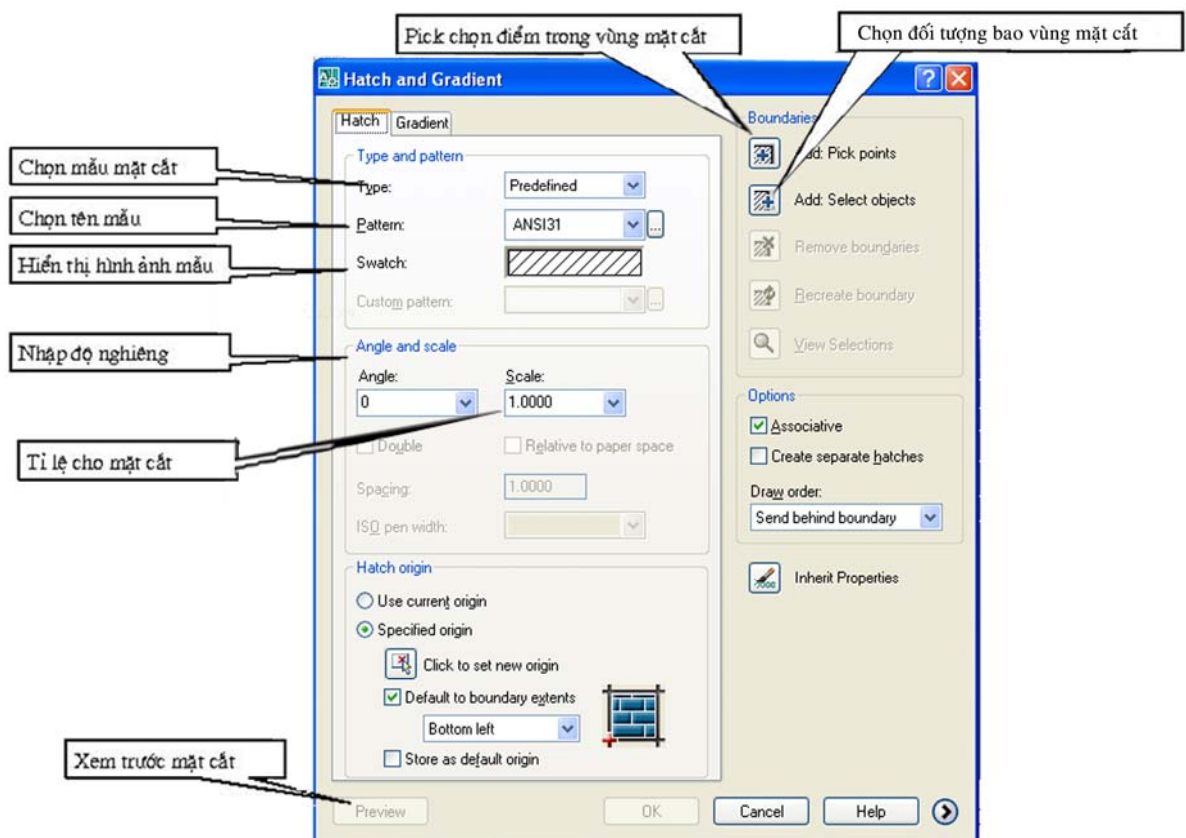 Pick chọn điểm trong vùng mặt cắt
Chọn đối tượng bao vùng mặt cắt
Hatch and Gradient
Hatch
Gradient
Boundaries
Chọn mẫu mặt cắt
Type and pattern
Type:
Predefined
Add: Pick points
Chọn tên mẫu
Pattern:
ANSI31
...
Add: Select objects
Hiển thị hình ảnh mẫu
Swatch:
Remove boundaries
Custom pattern:
...
Recreate boundary
Nhập độ nghiêng
Angle and scale
View Selections
Angle:
Scale:
0
1.0000
Options
Associative
Tỉ lệ cho mặt cắt
Double
Relative to paper space
Create separate hatches
Spacing:
1.0000
Draw order:
Send behind boundary
ISO pen width:
Hatch origin
Inherit Properties
Use current origin
Specified origin
Click to set new origin
Default to boundary extents
Bottom left
Xem trước mặt cắt
Store as default origin
Preview
OK
Cancel
Help